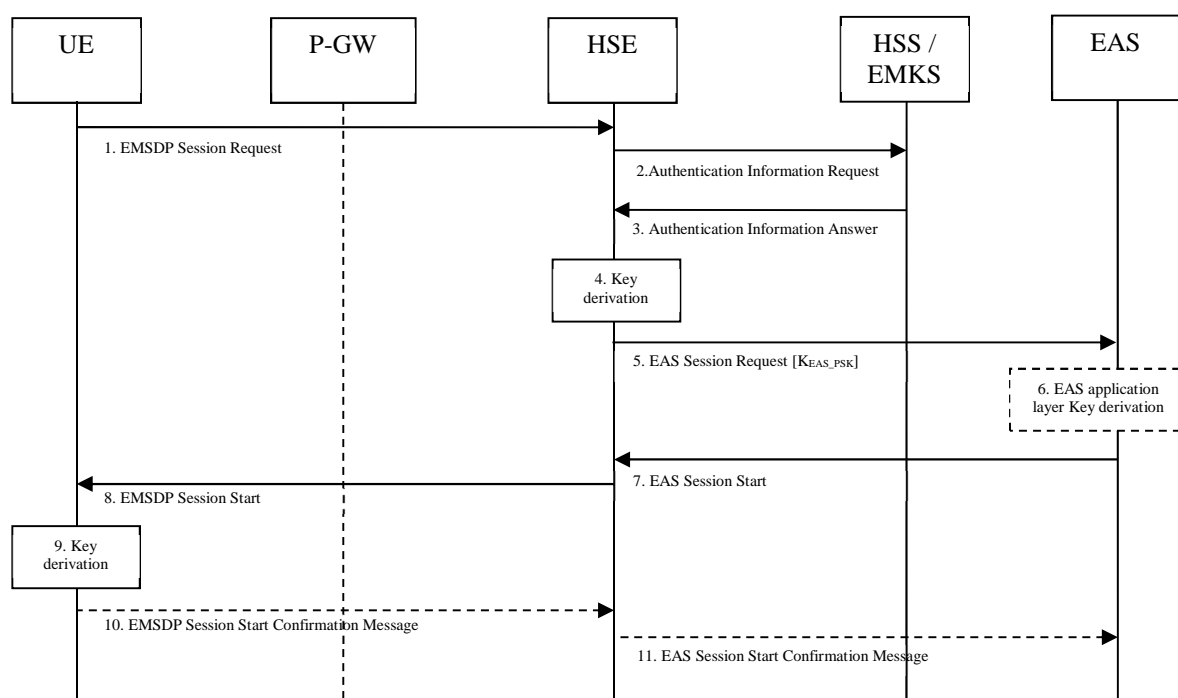 UE
P-GW
HSE
HSS /
EMKS
EAS
1. EMSDP Session Request
2.Authentication Information Request
3. Authentication Information Answer
4. Key
derivation
5. EAS Session Request [KEAS_PSK]
6. EAS application
layer Key derivation
7. EAS Session Start
8. EMSDP Session Start
9. Key
derivation
10. EMSDP Session Start Confirmation Message
11. EAS Session Start Confirmation Message